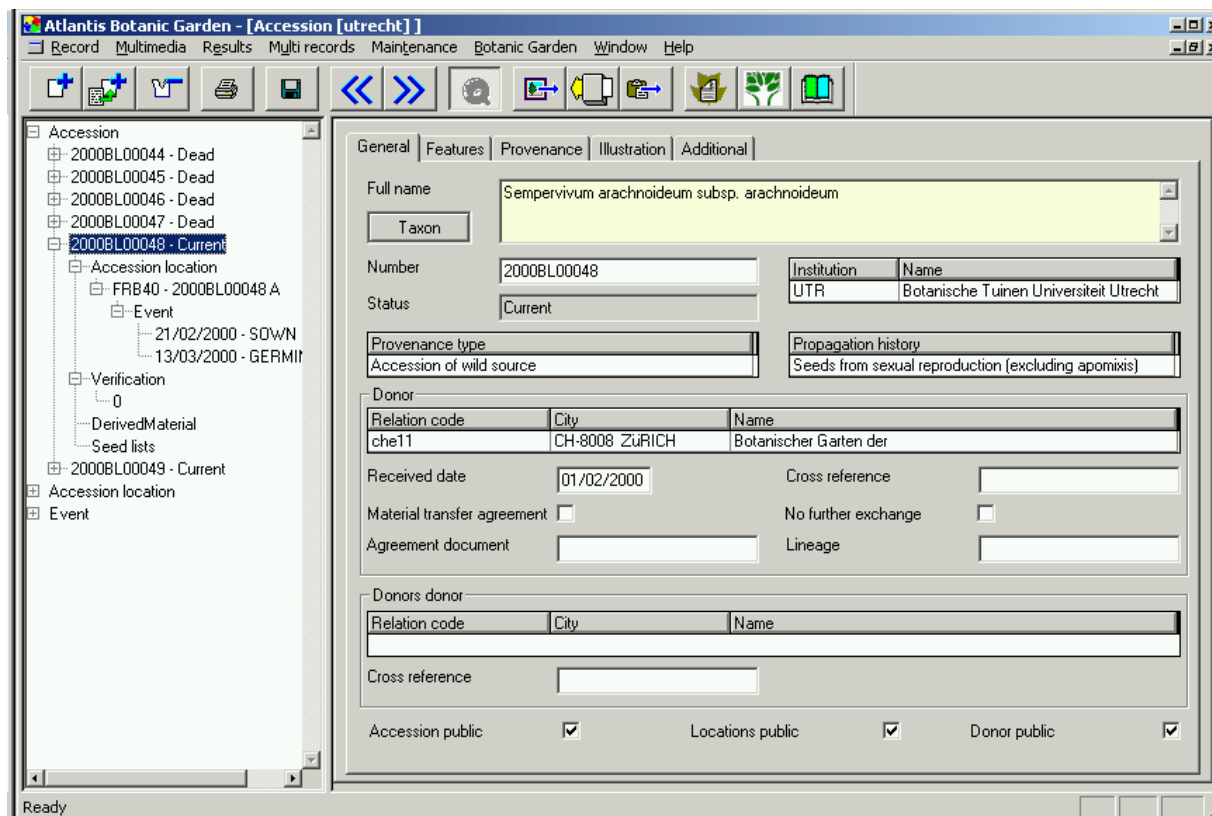 Atlantis Botanic Garden - [Accession [utrecht] ]
Record Multimedia Results Multi records Maintenance Botanic Garden Window Help
Accession
2000BL00044 - Dead
2000BL00045 - Dead
2000BL00046 - Dead
2000BL00047 - Dead
2000BL00048 - Current
Accession location
FRB40 - 2000BL00048 A
Event
21/02/2000 - SOWN
13/03/2000 - GERMIN
Verification
0
DerivedMaterial
Seed lists
2000BL00049 - Current
Accession location
Event
General Features Provenance Illustration Additional
Full name Sempervivum arachnoideum subsp. arachnoideum
Taxon
Number 2000BL00048
Institution Name
UTR Botanische Tuinen Universiteit Utrecht
Status Current
Provenance type
Accession of wild source
Propagation history
Seeds from sexual reproduction (excluding apomixis)
Donor
Relation code City Name
che11 CH-8008 ZüRICH Botanischer Garten der
Received date 01/02/2000 Cross reference
Material transfer agreement No further exchange
Agreement document Lineage
Donors donor
Relation code City Name
Cross reference
Accession public Locations public Donor public
Ready